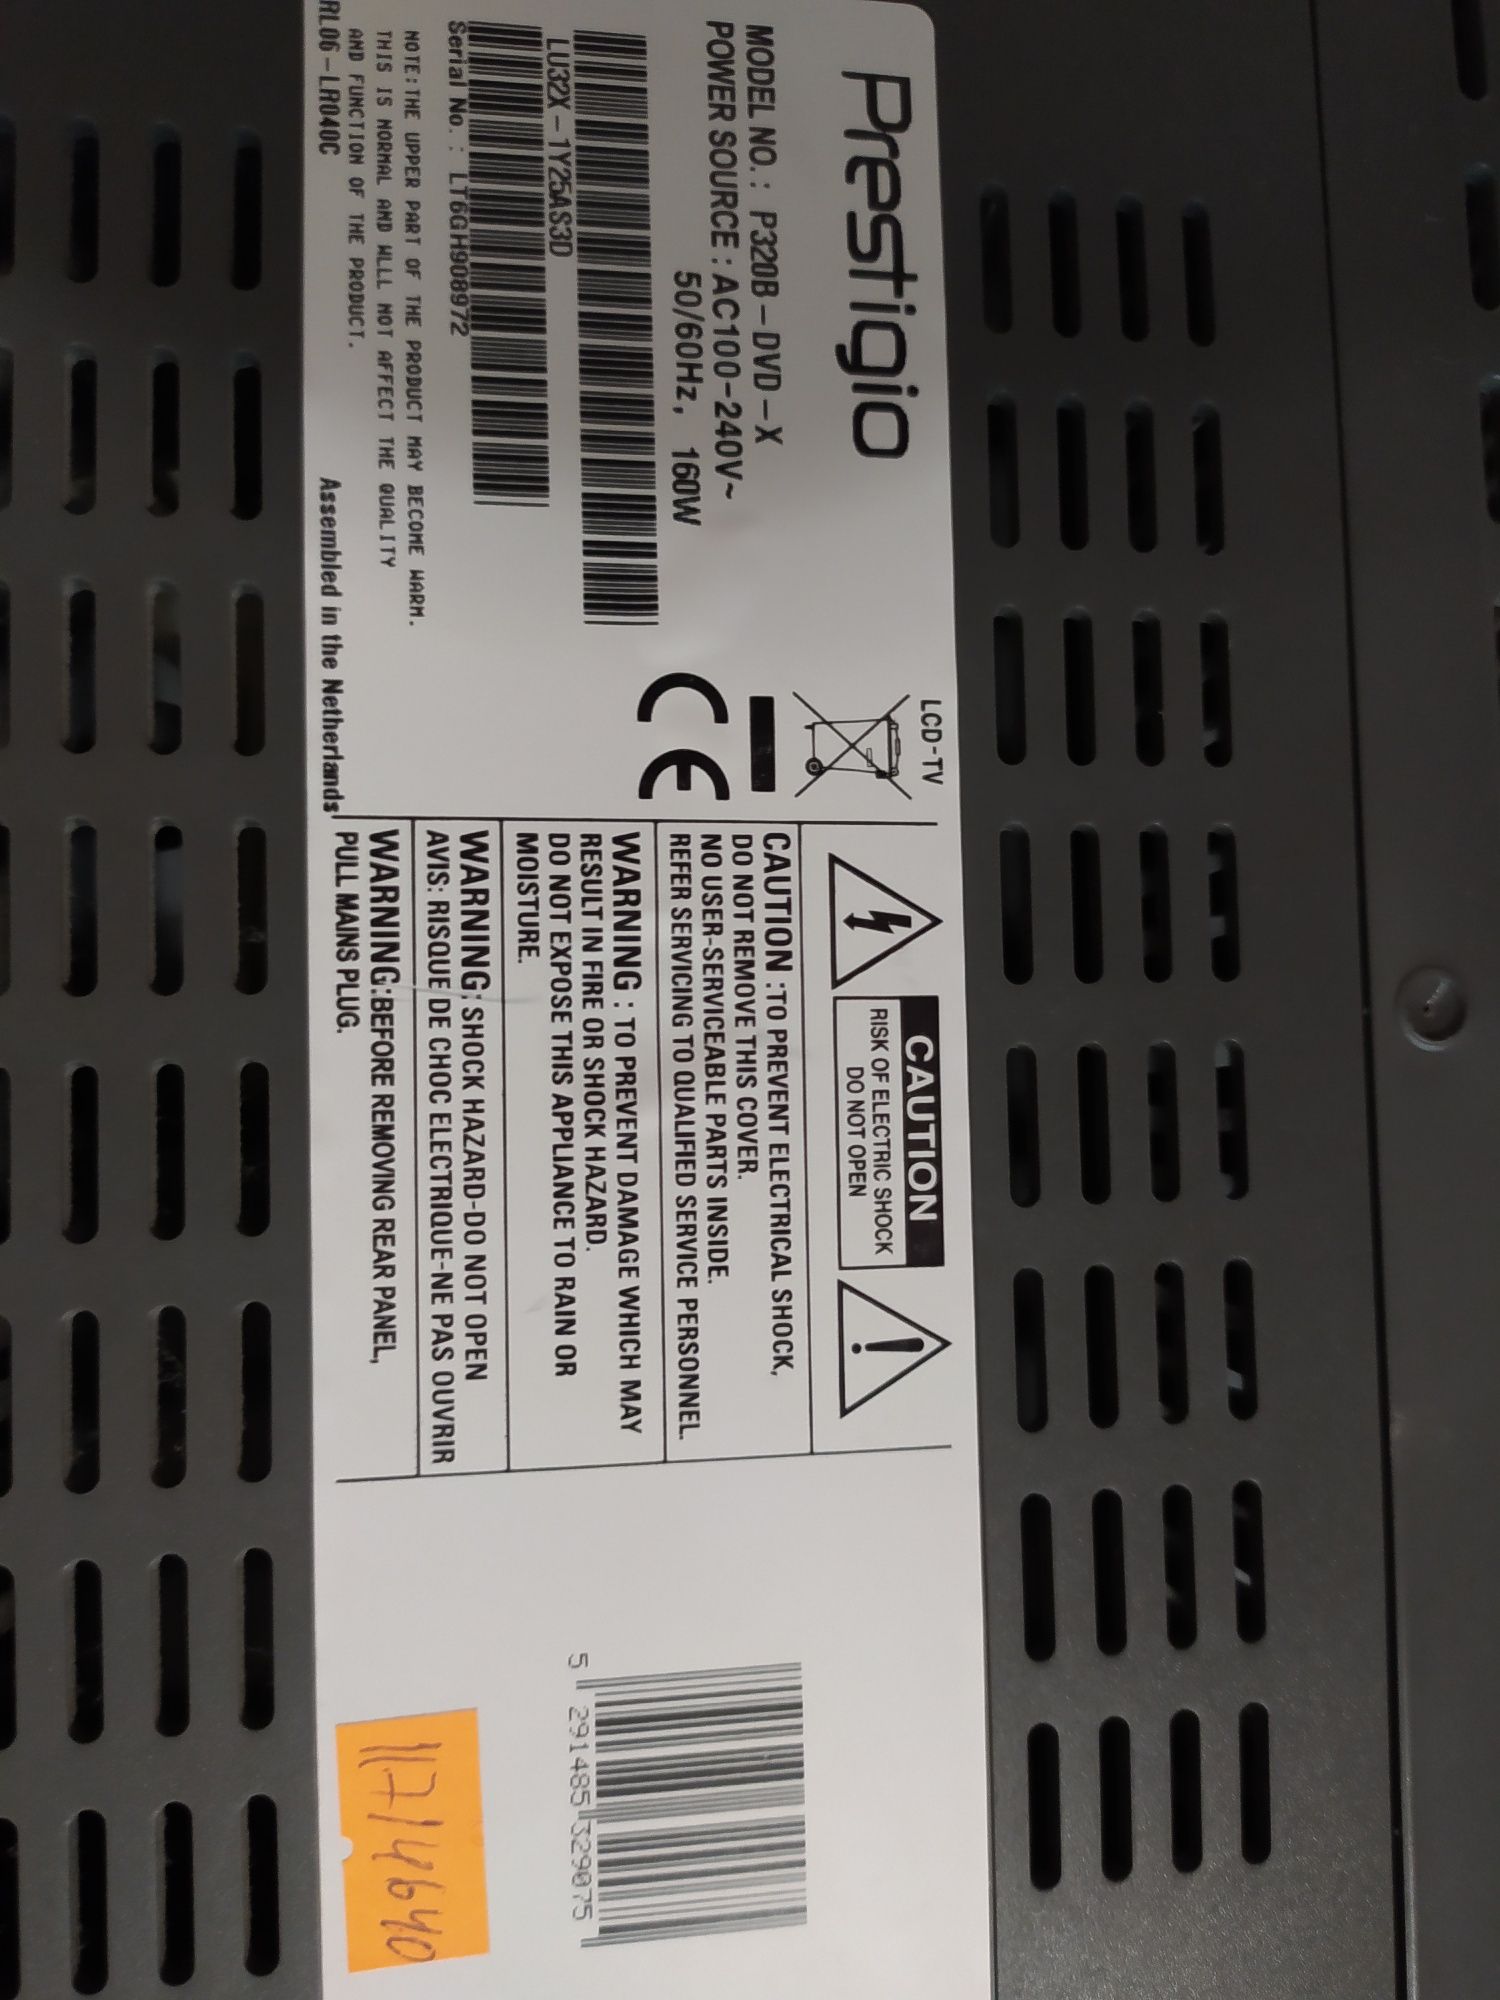 Prestigio
LCD-TV
MODEL NO.: P320B-DVD-X
POWER SOURCE: AC100-240V~
50/60Hz, 160W
LU32X-1Y25AS3D
Serial No.: LT6GH908972
NOTE: THE UPPER PART OF THE PRODUCT MAY BECOME WARM.
THIS IS NORMAL AND WLLL NOT AFFECT THE QUALITY
AND FUNCTION OF THE PRODUCT.
RL06-LR040C
Assembled in the Netherlands
CE
CAUTION
RISK OF ELECTRIC SHOCK
DO NOT OPEN
CAUTION :TO PREVENT ELECTRICAL SHOCK,
DO NOT REMOVE THIS COVER.
NO USER-SERVICEABLE PARTS INSIDE.
REFER SERVICING TO QUALIFIED SERVICE PERSONNEL.
WARNING : TO PREVENT DAMAGE WHICH MAY
RESULT IN FIRE OR SHOCK HAZARD.
DO NOT EXPOSE THIS APPLIANCE TO RAIN OR
MOISTURE.
WARNING: SHOCK HAZARD-DO NOT OPEN
AVIS: RISQUE DE CHOC ELECTRIQUE-NE PAS OUVRIR
WARNING:BEFORE REMOVING REAR PANEL,
PULL MAINS PLUG.
5 291485 329075